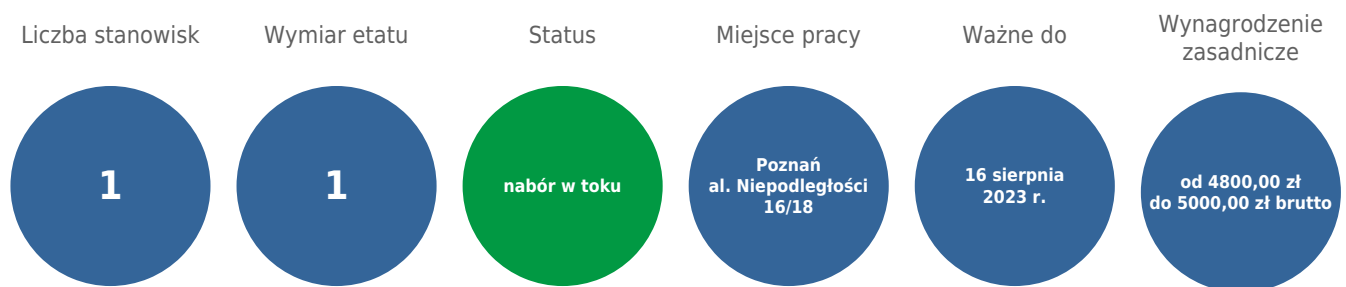 Liczba stanowisk
1
Wymiar etatu
1
Status
nabór w toku
Miejsce pracy
Poznań
al. Niepodległości
16/18
Ważne do
16 sierpnia
2023 r.
Wynagrodzenie
zasadnicze
od 4800,00 zł
do 5000,00 zł brutto